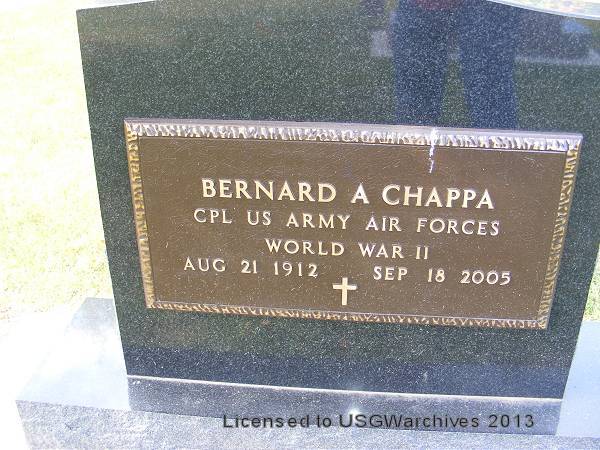 BERNARD A CHAPPA
CPL US ARMY AIR FORCES
WORLD WAR II
AUG 21 1912 SEP 18 2005
Licensed to USGWarchives 2013